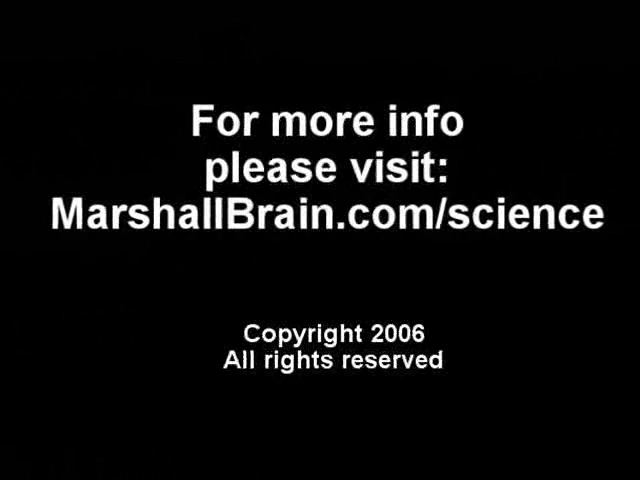 For more info
please visit:
MarshallBrain.com/science
Copyright 2006
All rights reserved